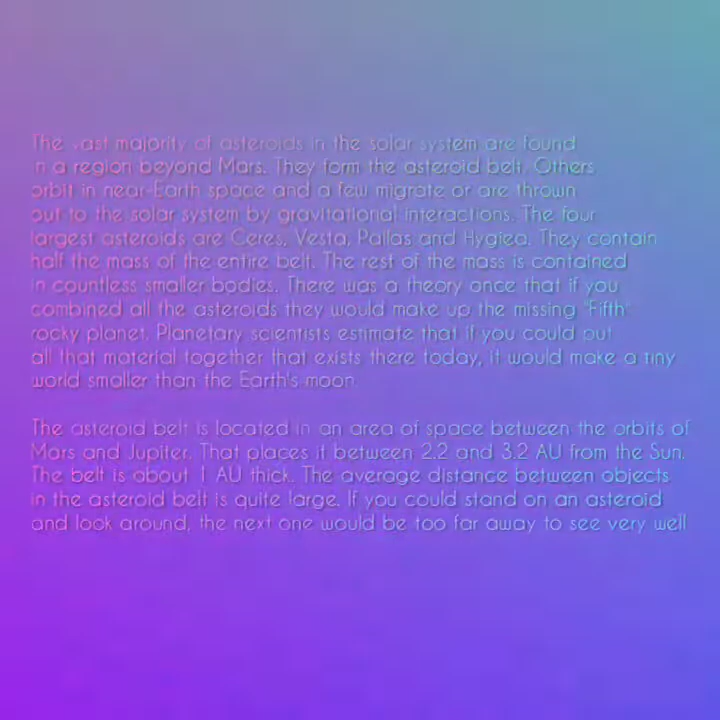 The vast majority of asteroids in the solar system are found
in a region beyond Mars. They form the asteroid belt. Others
orbit in near-Earth space and a few migrate or are thrown
out to the solar system by gravitational interactions. The four
largest asteroids are Ceres, Vesta, Pallas and Hygiea. They contain
half the mass of the entire belt. The rest of the mass is contained
in countless smaller bodies. There was a theory once that if you
combined all the asteroids they would make up the missing "Fifth"
rocky planet. Planetary scientists estimate that if you could put
all that material together that exists there today, it would make a tiny
world smaller than the Earth's moon.
The asteroid belt is located in an area of space between the orbits of
Mars and Jupiter. That places it between 2.2 and 3.2 AU from the Sun.
The belt is about 1 AU thick. The average distance between objects
in the asteroid belt is quite large. If you could stand on an asteroid
and look around, the next one would be too far away to see very well